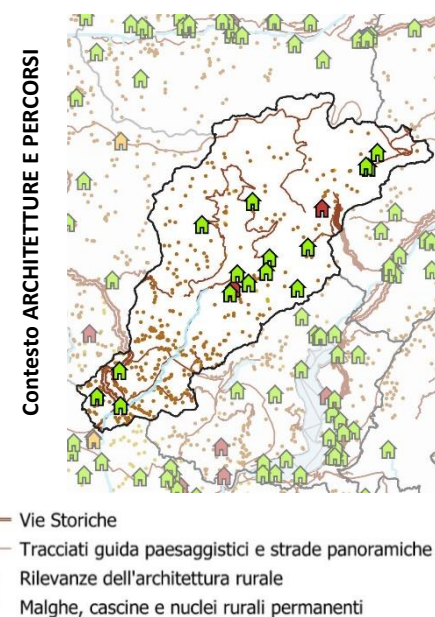 Contesto ARCHITETTURE E PERCORSI
Vie Storiche
Tracciati guida paesaggistici e strade panoramiche
Rilevanze dell'architettura rurale
Malghe, cascine e nuclei rurali permanenti